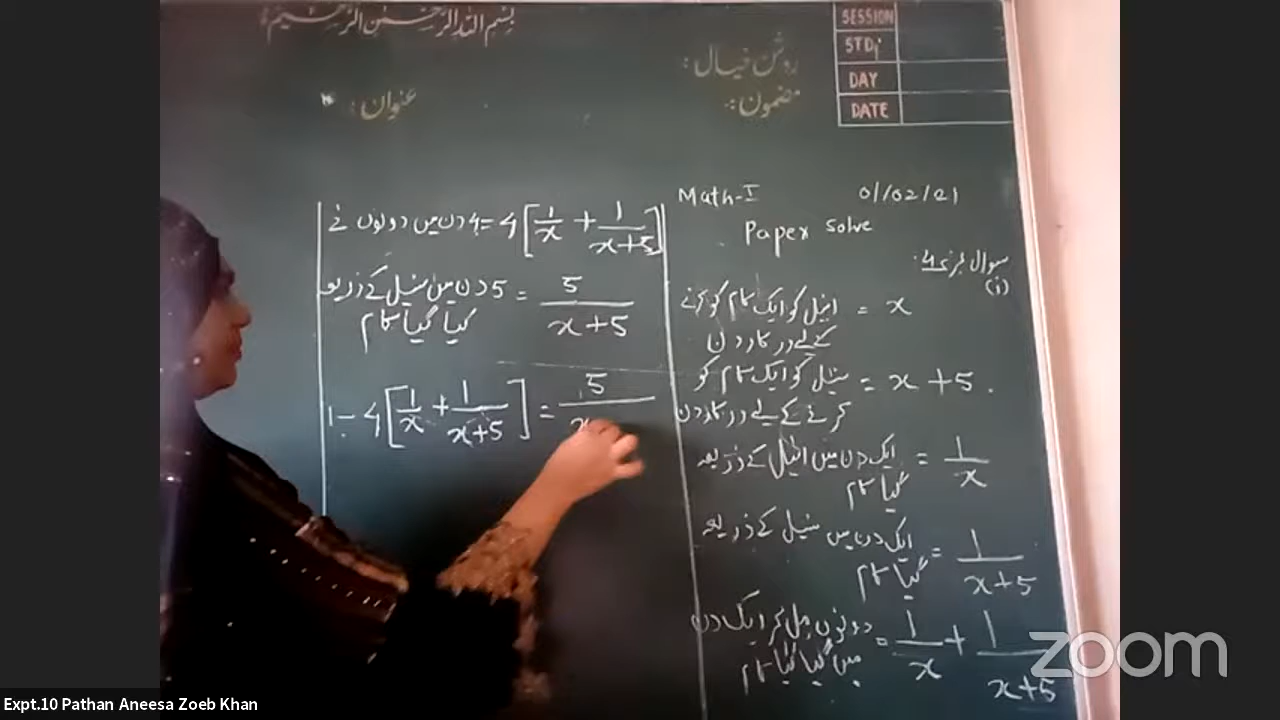 بسم اللہ الرحمٰن الرحیم
روشن خیال :
مضمون :
عنوان :
SESSION
STD;
DAY
DATE
Math-I 01/02/21
Paper Solve
سوال نمبر 4.
(i)
انیل کو ایک کام کو کرنے = x
کے لیے درکار دن
سنیل کو ایک کام کو = x + 5 .
کرنے کے لیے درکار دن
ایک دن میں انیل کے ذریعہ = 1/x
گیا کام
ایک دن میں سنیل کے ذریعہ = 1/(x+5)
گیا کام
دونوں مل کر ایک دن = 1/x + 1/(x+5)
میں کیا گیا کام
4 دن میں دونوں نے = 4[1/x + 1/(x+5)]
5 دن میں سنیل کے ذریعہ = 5/(x+5)
کیا گیا کام
1 - 4[1/x + 1/(x+5)] = 5/x
zoom
Expt.10 Pathan Aneesa Zoeb Khan